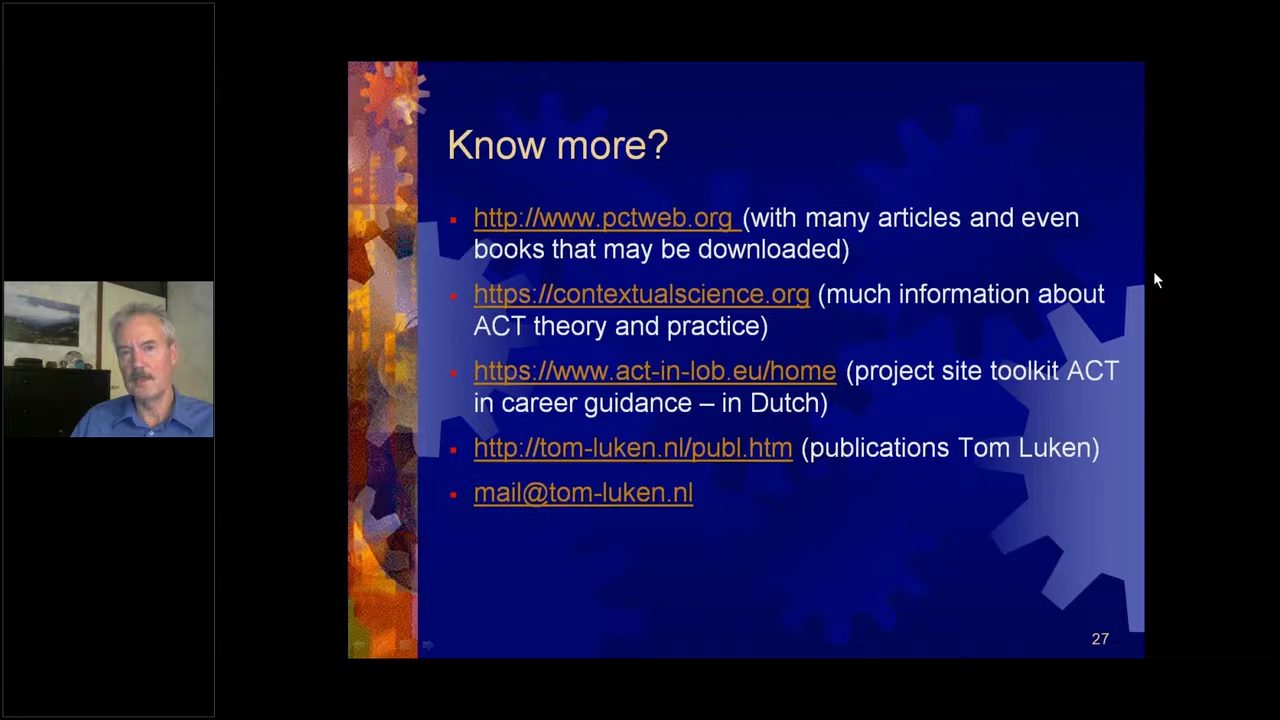 Know more?
http://www.pctweb.org (with many articles and even
books that may be downloaded)
https://contextualscience.org (much information about
ACT theory and practice)
https://www.act-in-lob.eu/home (project site toolkit ACT
in career guidance – in Dutch)
http://tom-luken.nl/publ.htm (publications Tom Luken)
mail@tom-luken.nl
27